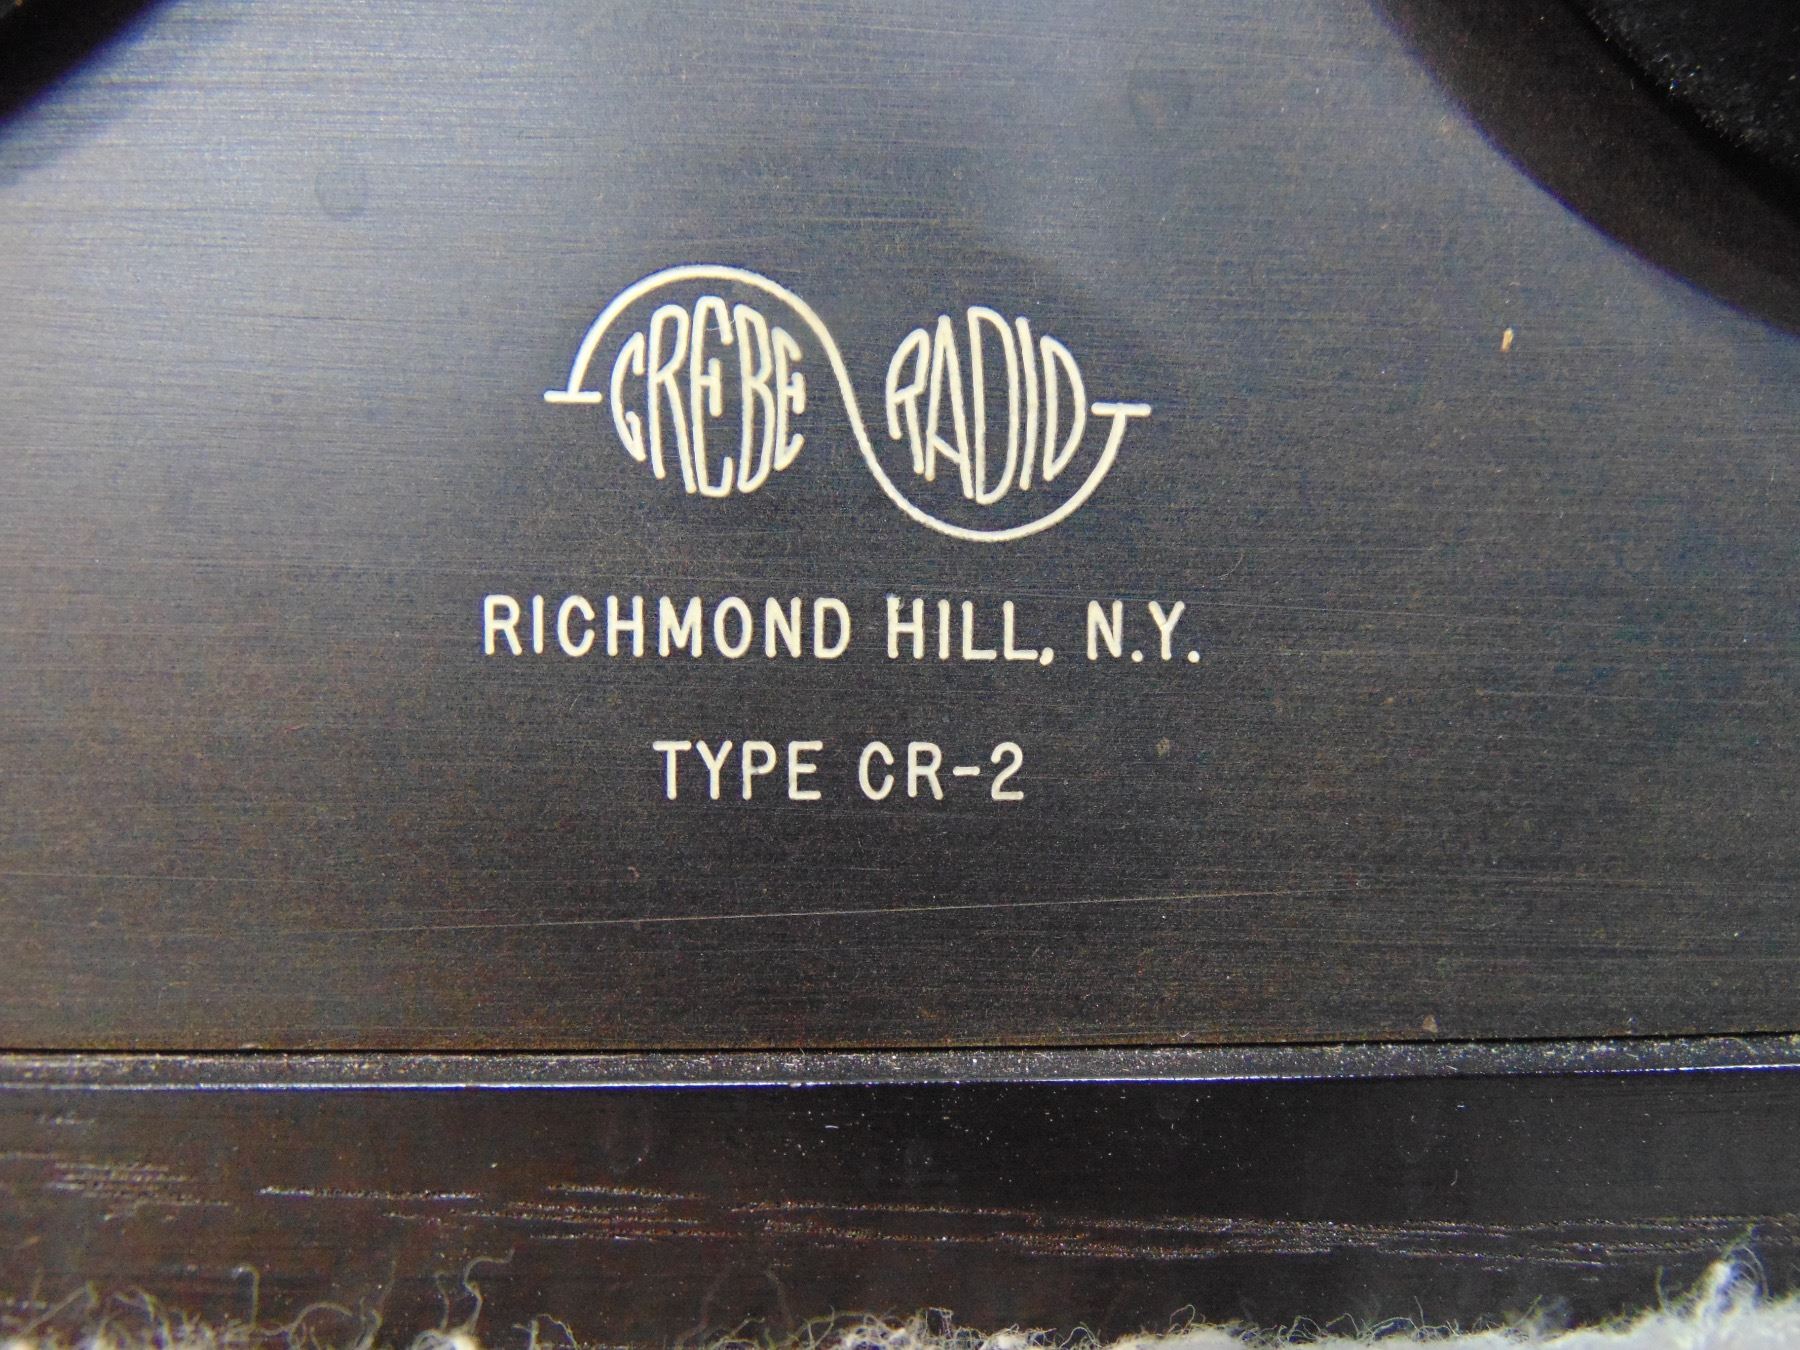 GREBE RADIO
RICHMOND HILL, N.Y.
TYPE CR-2